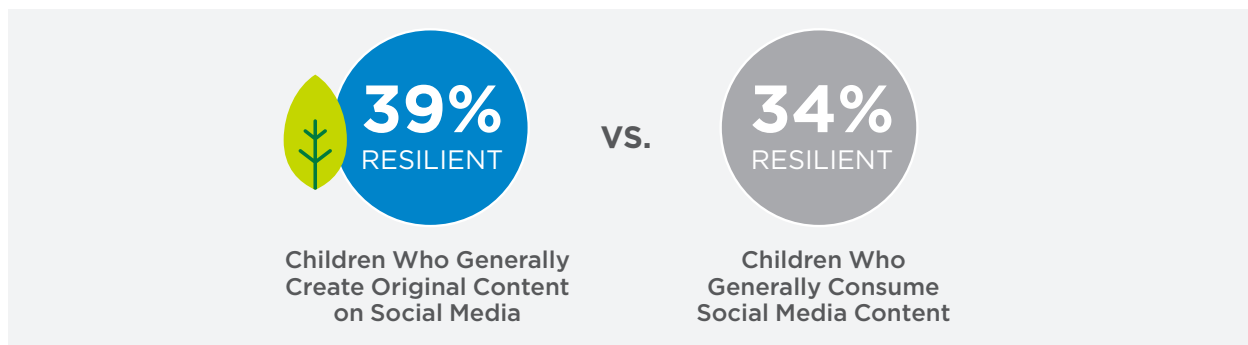 39%
RESILIENT
VS.
34%
RESILIENT
Children Who Generally
Create Original Content
on Social Media
Children Who
Generally Consume
Social Media Content